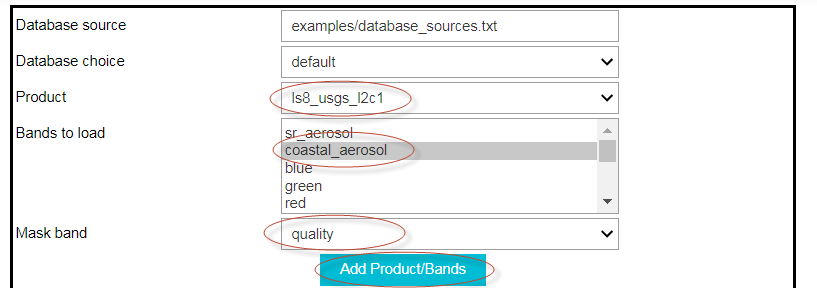 Database source examples/database_sources.txt
Database choice default
Product ls8_usgs_l2c1
Bands to load sr_aerosol
coastal_aerosol
blue
green
red
Mask band quality
Add Product/Bands